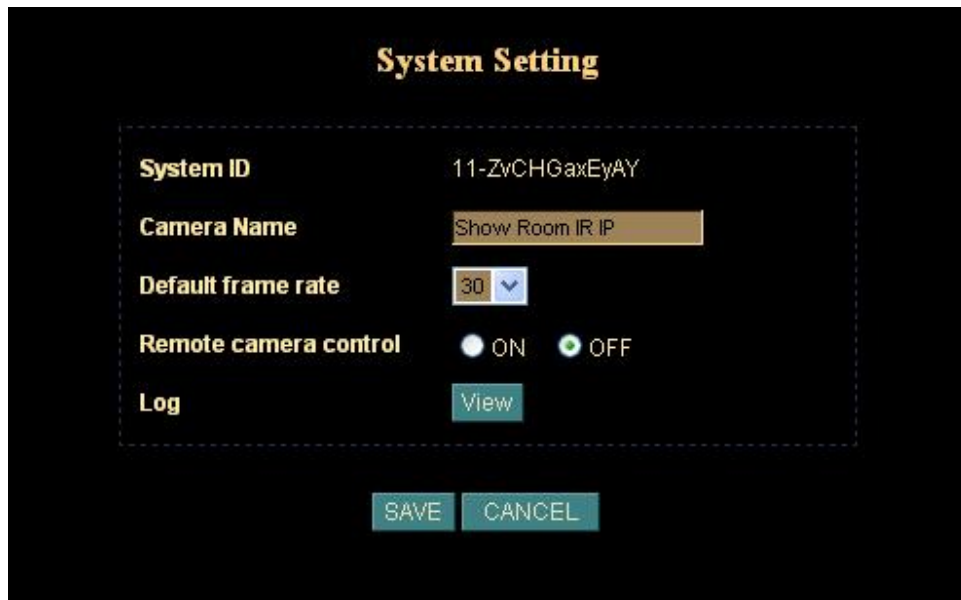 System Setting
System ID 11-ZvCHGaxEyAY
Camera Name Show Room IR IP
Default frame rate 30
Remote camera control ON OFF
Log View
SAVE CANCEL